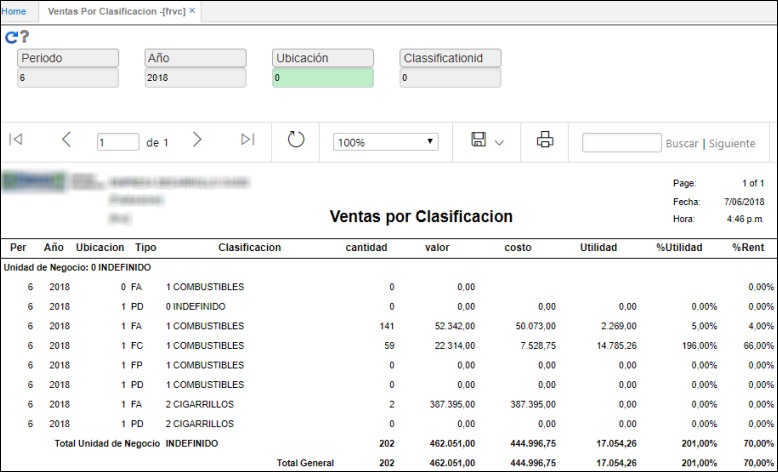 Home Ventas Por Clasificacion -[frvc] ×
?
Periodo Año Ubicación Classificationid
6 2018 0 0
1 de 1 100% Buscar | Siguiente
Page: 1 of 1
Fecha: 7/06/2018
Ventas por Clasificacion
Hora: 4:46 p.m.
Per Año Ubicacion Tipo Clasificacion cantidad valor costo Utilidad %Utilidad %Rent
Unidad de Negocio: 0 INDEFINIDO
6 2018 0 FA 1 COMBUSTIBLES 0 0,00 0,00%
6 2018 1 PD 0 INDEFINIDO 0 0,00 0,00 0,00 0,00% 0,00%
6 2018 1 FA 1 COMBUSTIBLES 141 52.342,00 50.073,00 2.269,00 5,00% 4,00%
6 2018 1 FC 1 COMBUSTIBLES 59 22.314,00 7.528,75 14.785,26 196,00% 66,00%
6 2018 1 FP 1 COMBUSTIBLES 0 0,00 0,00 0,00 0,00% 0,00%
6 2018 1 PD 1 COMBUSTIBLES 0 0,00 0,00 0,00 0,00% 0,00%
6 2018 1 FA 2 CIGARRILLOS 2 387.395,00 387.395,00 0,00 0,00% 0,00%
6 2018 1 PD 2 CIGARRILLOS 0 0,00 0,00 0,00 0,00% 0,00%
Total Unidad de Negocio INDEFINIDO 202 462.051,00 444.996,75 17.054,26 201,00% 70,00%
Total General 202 462.051,00 444.996,75 17.054,26 201,00% 70,00%